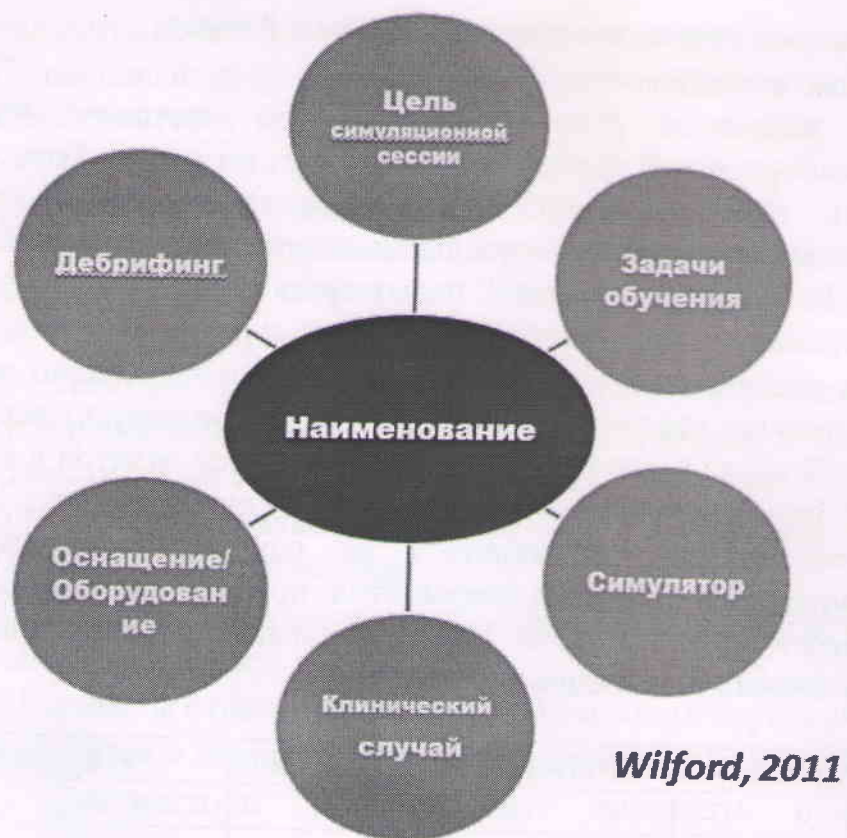 Цель
симуляционной
сессии
Дебрифинг
Задачи
обучения
Наименование
Оснащение/
Оборудован
ие
Симулятор
Клинический
случай
Wilford, 2011